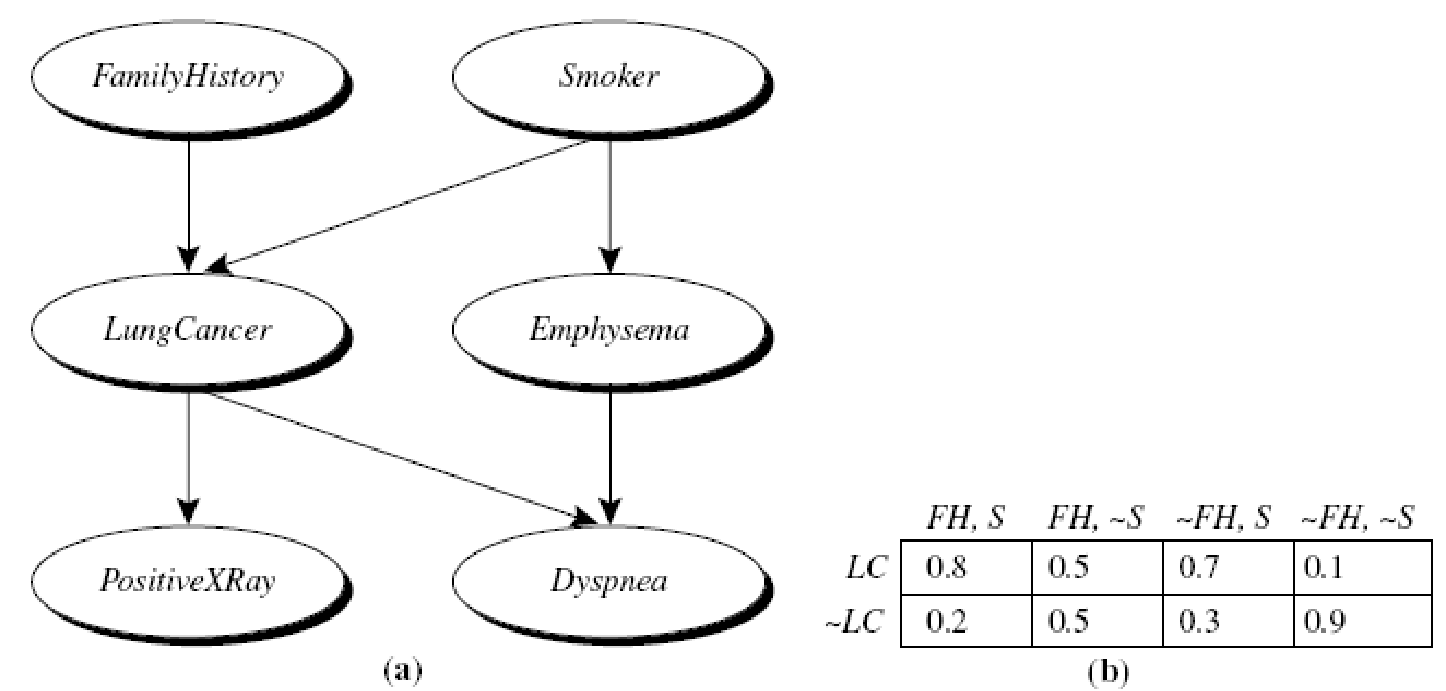 FamilyHistory
Smoker
LungCancer
Emphysema
PositiveXRay
Dyspnea
(a)
FH, S FH, ~S ~FH, S ~FH, ~S
LC 0.8 0.5 0.7 0.1
~LC 0.2 0.5 0.3 0.9
(b)